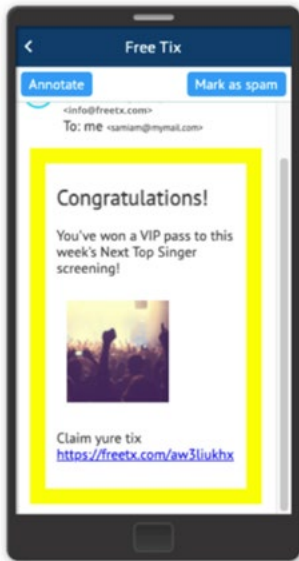 Free Tix
Annotate
Mark as spam
<info@freetx.com>
To: me <samiam@mymail.com>
Congratulations!
You've won a VIP pass to this
week's Next Top Singer
screening!
Claim yure tix
https://freetx.com/aw3liukhx